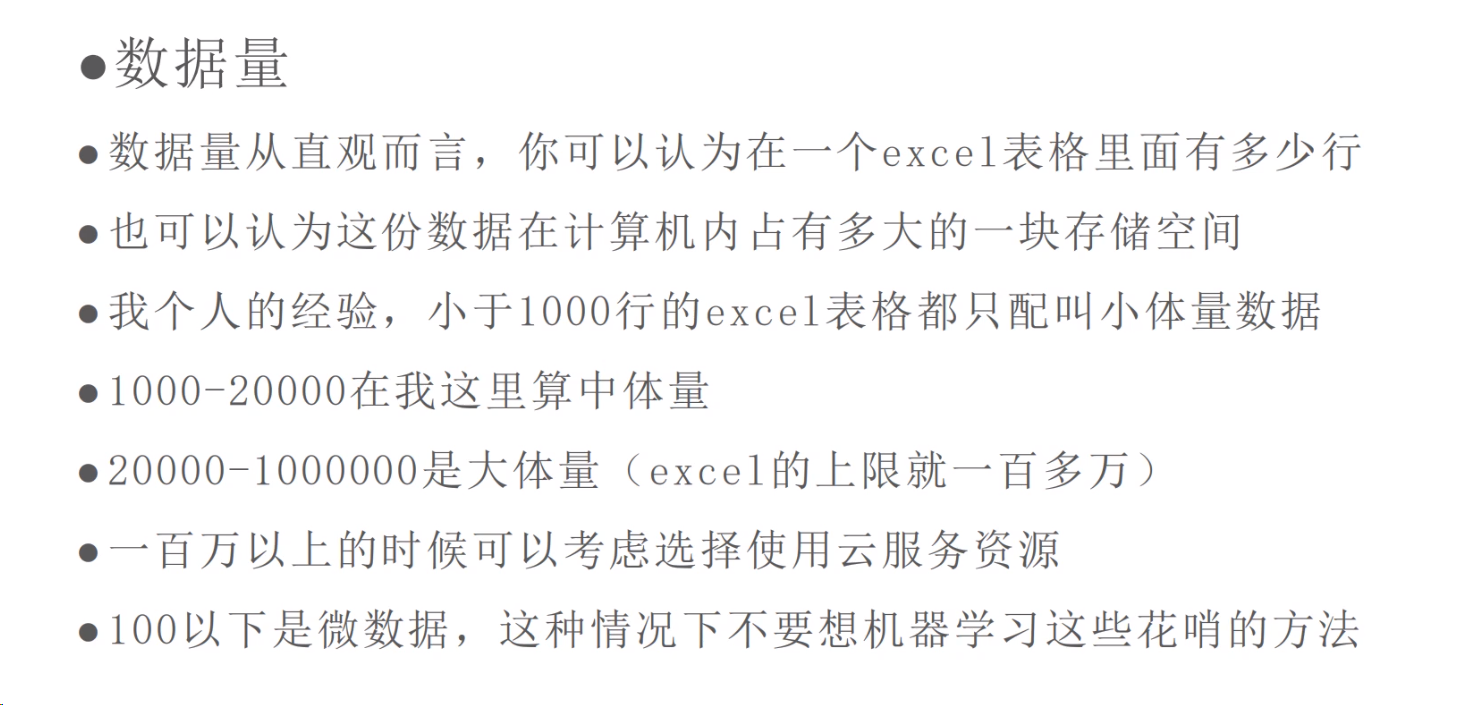 ●数据量
●数据量从直观而言，你可以认为在一个excel表格里面有多少行
●也可以认为这份数据在计算机内占有多大的一块存储空间
●我个人的经验，小于1000行的excel表格都只配叫小体量数据
●1000-20000在我这里算中体量
●20000-1000000是大体量（excel的上限就一百多万）
●一百万以上的时候可以考虑选择使用云服务资源
●100以下是微数据，这种情况下不要想机器学习这些花哨的方法